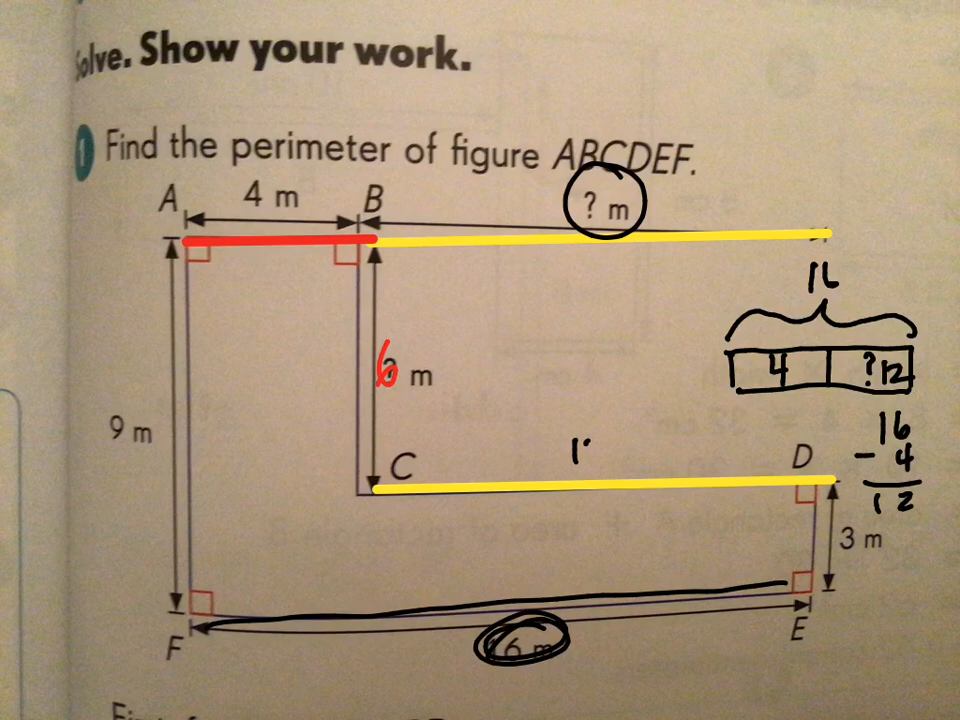 Solve. Show your work.
1 Find the perimeter of figure ABCDEF.
A 4 m B ? m
16
4 ?12
6 m
9 m
16
- 4
12
C D
3 m
F 16 m E